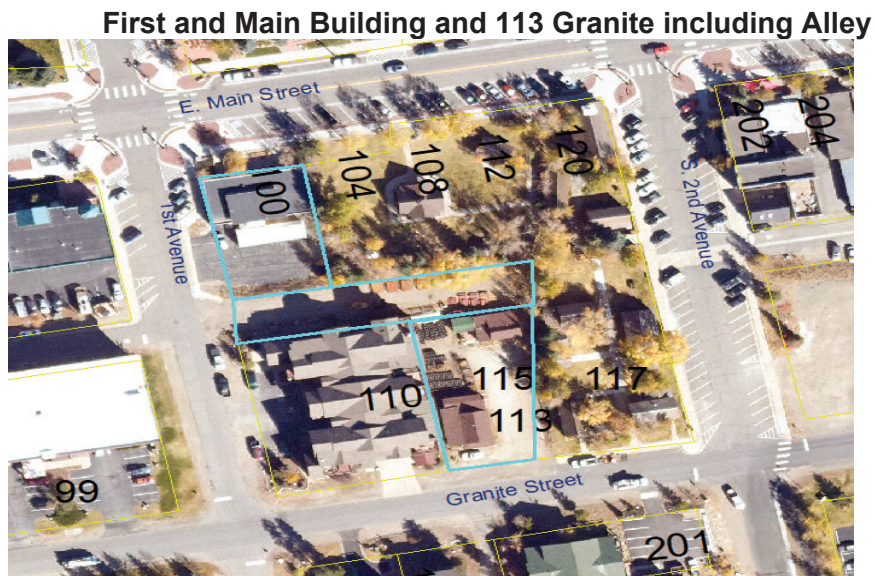 First and Main Building and 113 Granite including Alley
E. Main Street
100
104
108
112
120
202
204
1st Avenue
S. 2nd Avenue
110
115
113
117
99
Granite Street
201